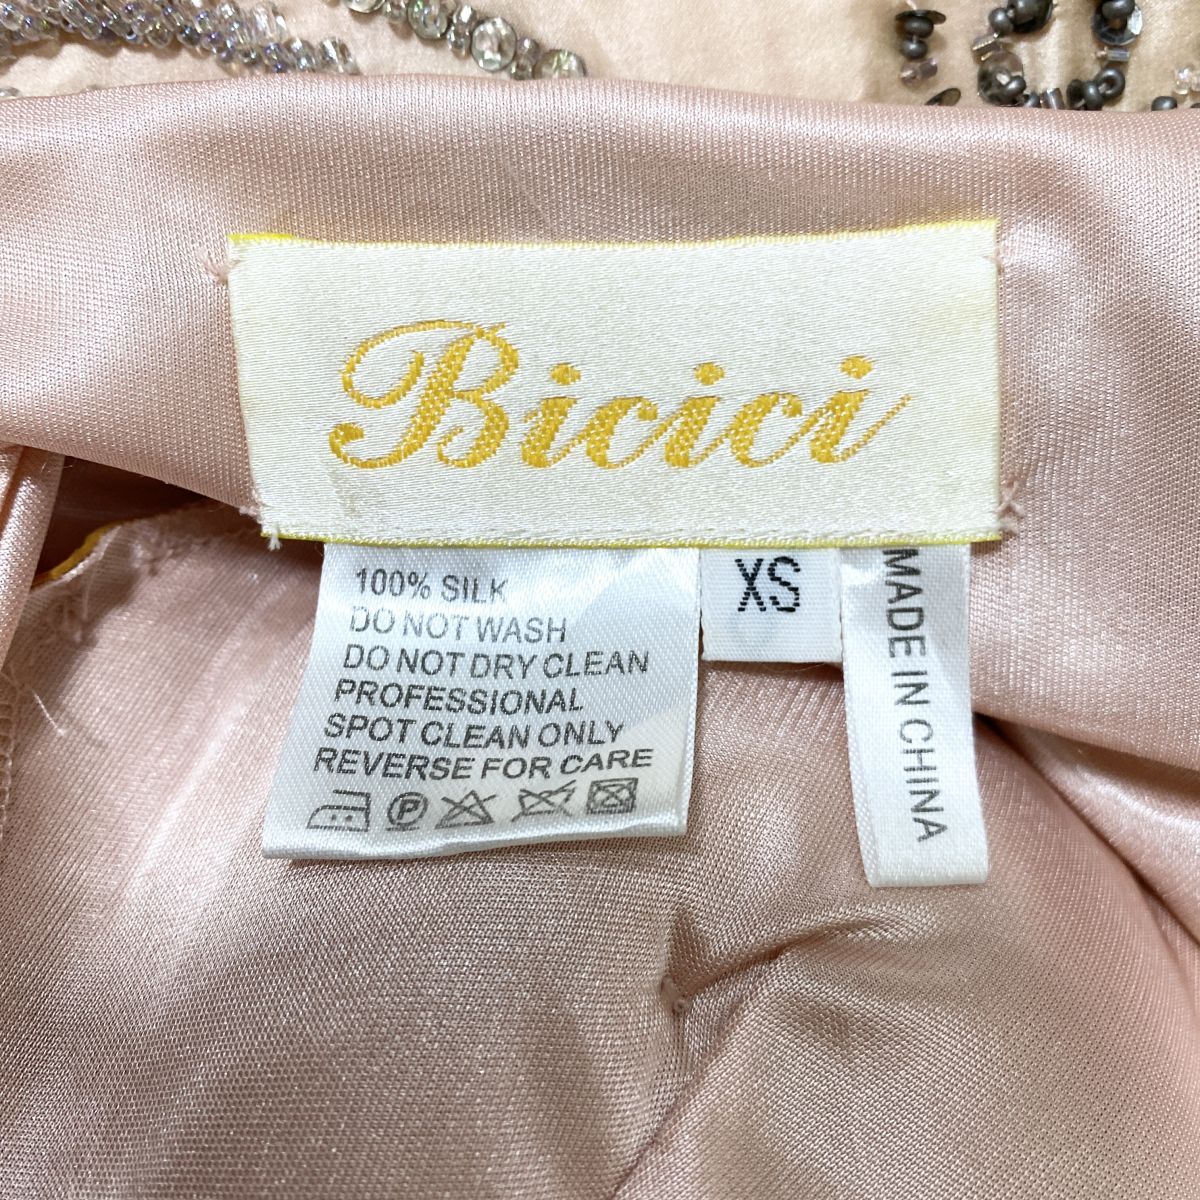 Bicici
100% SILK
DO NOT WASH
DO NOT DRY CLEAN
PROFESSIONAL
SPOT CLEAN ONLY
REVERSE FOR CARE
P
XS
MADE IN CHINA